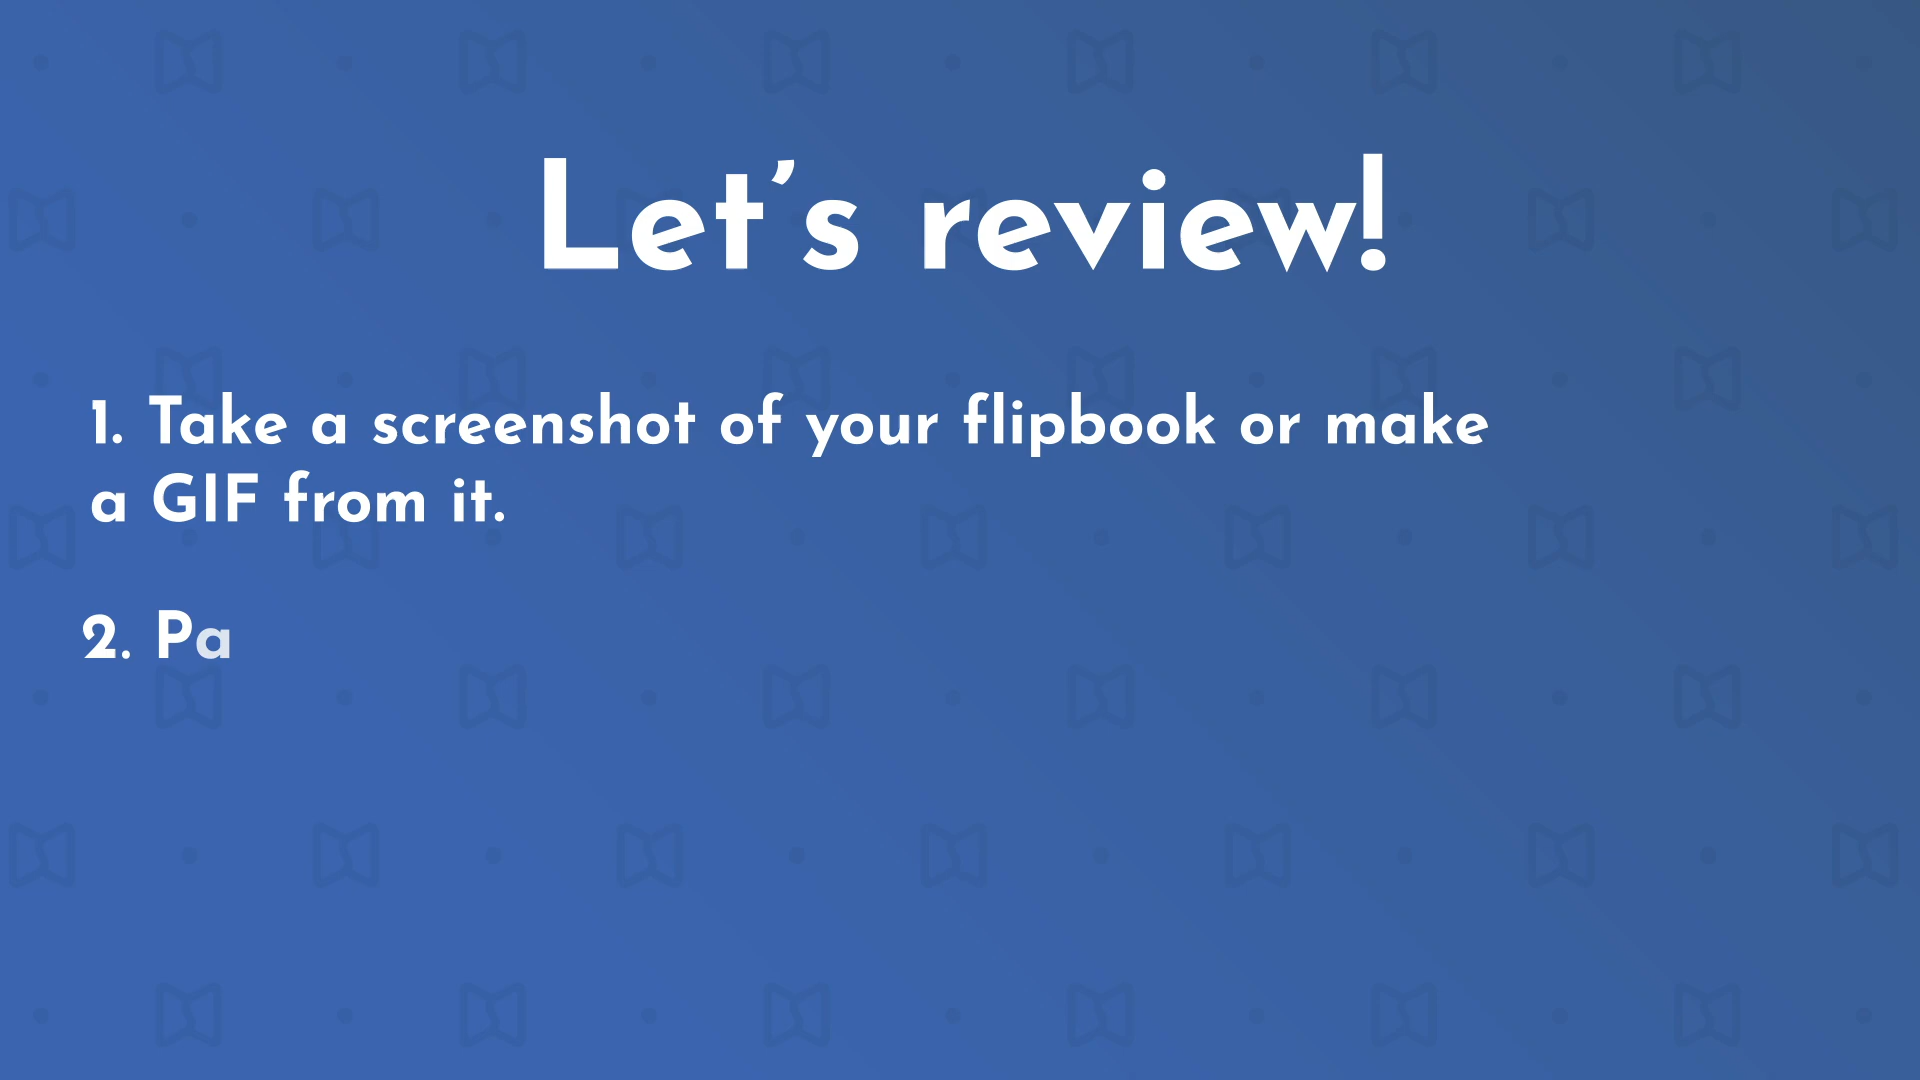 Let’s review!
1. Take a screenshot of your flipbook or make
a GIF from it.
2. Pa